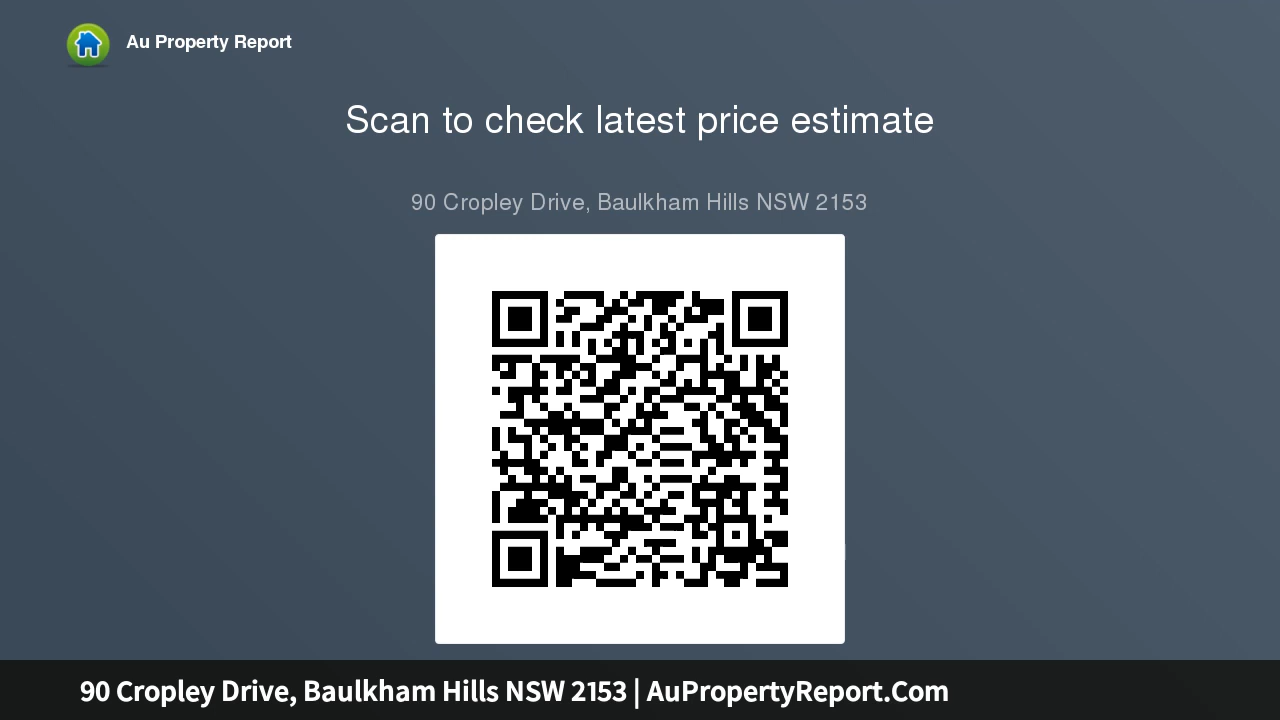 Au Property Report
Scan to check latest price estimate
90 Cropley Drive, Baulkham Hills NSW 2153
90 Cropley Drive, Baulkham Hills NSW 2153 | AuPropertyReport.Com